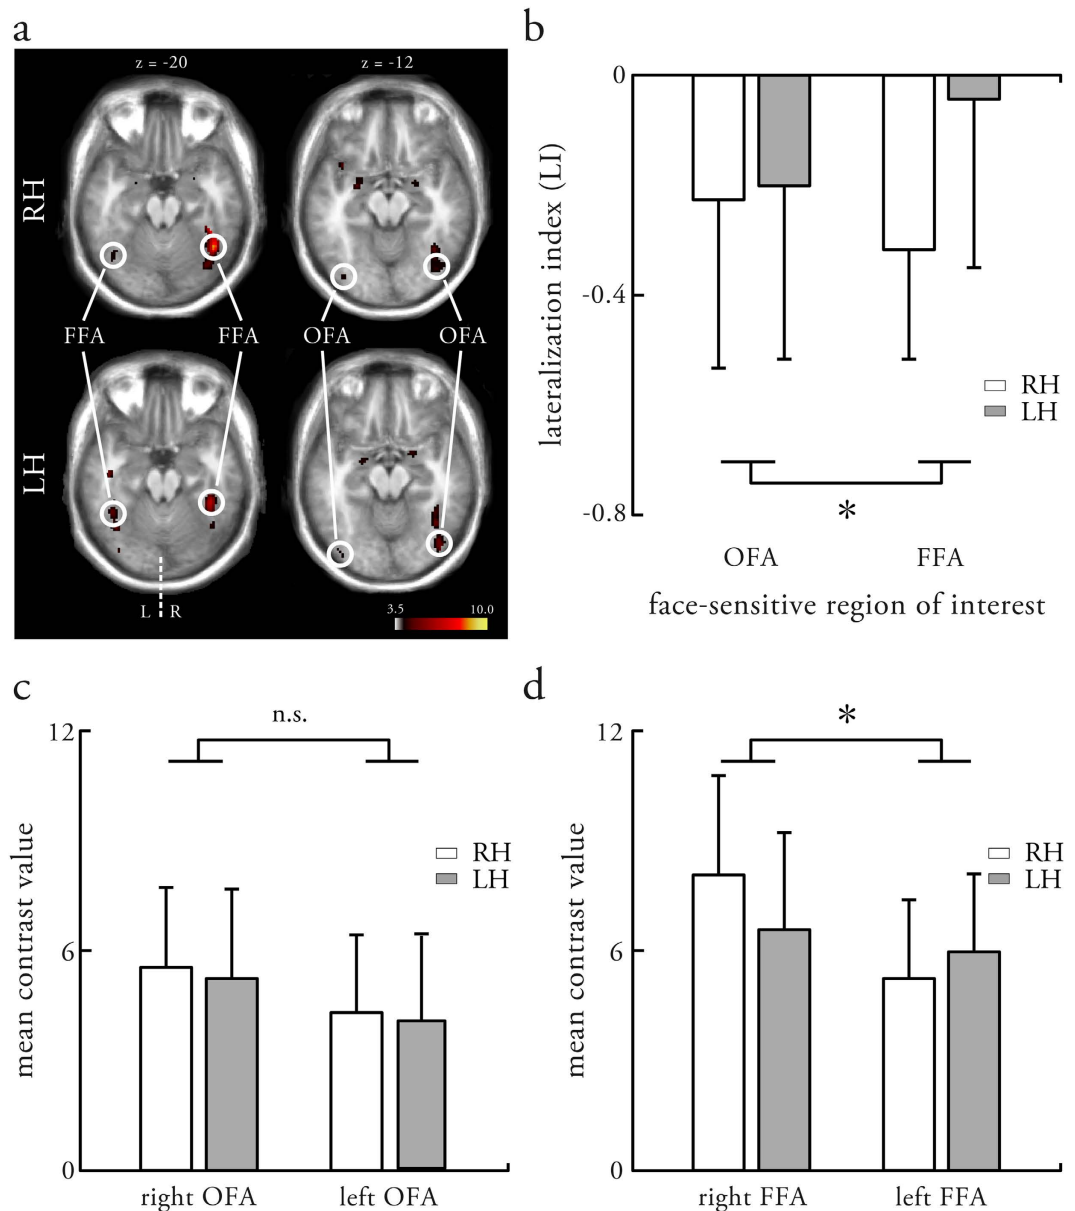 a
z = -20
z = -12
RH
FFA
FFA
OFA
OFA
LH
L
R
3.5
10.0
b
0
-0.4
-0.8
lateralization index (LI)
RH
LH
*
OFA
FFA
face-sensitive region of interest
c
12
6
0
mean contrast value
n.s.
RH
LH
right OFA
left OFA
d
12
6
0
mean contrast value
*
RH
LH
right FFA
left FFA